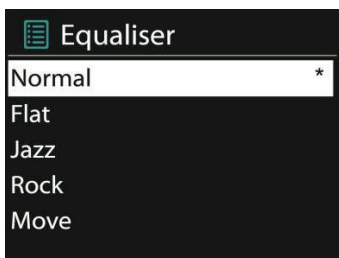 Equaliser
Normal *
Flat
Jazz
Rock
Move